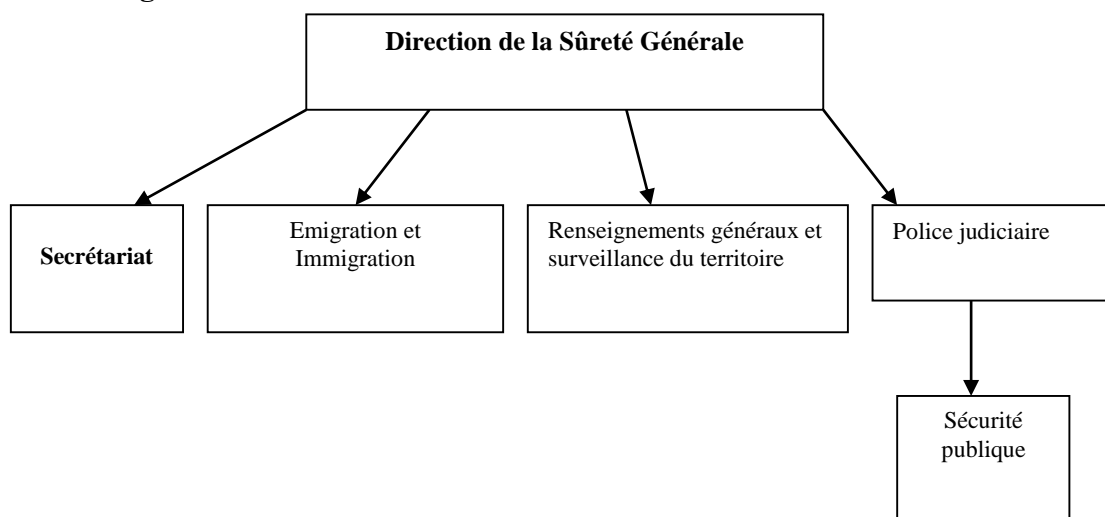 Direction de la Sûreté Générale
Secrétariat
Emigration et
Immigration
Renseignements généraux et
surveillance du territoire
Police judiciaire
Sécurité
publique